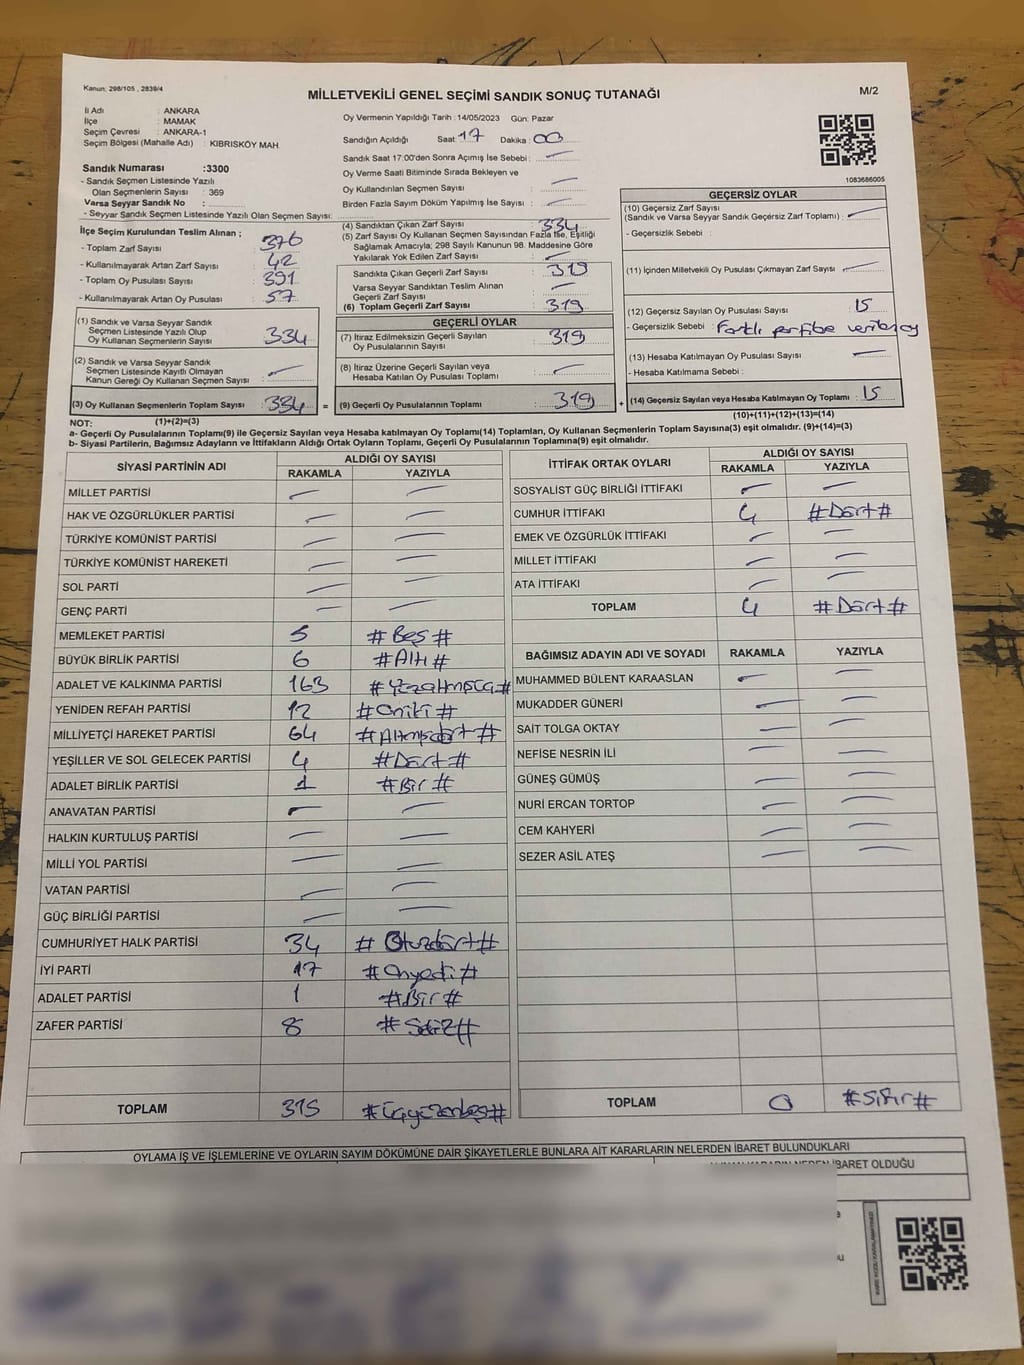 Kanun: 298/105 , 2839/4
MİLLETVEKİLİ GENEL SEÇİMİ SANDIK SONUÇ TUTANAĞI
M/2
İli Adı : ANKARA
İlçe : MAMAK
Seçim Çevresi : ANKARA-1
Seçim Bölgesi (Mahalle Adı) : KIBRISKÖY MAH.
Sandık Numarası :3300
- Sandık Seçmen Listesinde Yazılı
Olan Seçmenlerin Sayısı : 369
Varsa Seyyar Sandık No :
- Seyyar Sandık Seçmen Listesinde Yazılı Olan Seçmen Sayısı:
İlçe Seçim Kurulundan Teslim Alınan ;
- Toplam Zarf Sayısı : 376
- Kullanılmayarak Artan Zarf Sayısı : 42
- Toplam Oy Pusulası Sayısı : 391
- Kullanılmayarak Artan Oy Pusulası : 57
Oy Vermenin Yapıldığı Tarih :14/05/2023 Gün: Pazar
Sandığın Açıldığı Saat: 17 Dakika : 00
Sandık Saat 17:00'den Sonra Açımış İse Sebebi : —
Oy Verme Saati Bitiminde Sırada Bekleyen ve
Oy Kullandırılan Seçmen Sayısı : —
Birden Fazla Sayım Döküm Yapılmış İse Sayısı : —
(4) Sandıktan Çıkan Zarf Sayısı : 334
(5) Zarf Sayısı Oy Kullanan Seçmen Sayısından Fazla İse, Eşitliği
Sağlamak Amacıyla; 298 Sayılı Kanunun 98. Maddesine Göre
Yakılarak Yok Edilen Zarf Sayısı : —
Sandıkta Çıkan Geçerli Zarf Sayısı : 319
Varsa Seyyar Sandıktan Teslim Alınan
Geçerli Zarf Sayısı : —
(6) Toplam Geçerli Zarf Sayısı : 319
1083686005
GEÇERSİZ OYLAR
(10) Geçersiz Zarf Sayısı
(Sandık ve Varsa Seyyar Sandık Geçersiz Zarf Toplamı) : —
- Geçersizlik Sebebi :
(11) İçinden Milletvekili Oy Pusulası Çıkmayan Zarf Sayısı : —
(12) Geçersiz Sayılan Oy Pusulası Sayısı : 15
- Geçersizlik Sebebi : Farklı partibe verilen oy
(13) Hesaba Katılmayan Oy Pusulası Sayısı : —
- Hesaba Katılmama Sebebi :
(14) Geçersiz Sayılan veya Hesaba Katılmayan Oy Toplamı : 15
(10)+(11)+(12)+(13)=(14)
(1) Sandık ve Varsa Seyyar Sandık
Seçmen Listesinde Yazılı Olup
Oy Kullanan Seçmenlerin Sayısı : 334
(2) Sandık ve Varsa Seyyar Sandık
Seçmen Listesinde Kayıtlı Olmayan
Kanun Gereği Oy Kullanan Seçmen Sayısı : —
(3) Oy Kullanan Seçmenlerin Toplam Sayısı : 334 =
GEÇERLİ OYLAR
(7) İtiraz Edilmeksizin Geçerli Sayılan
Oy Pusulalarının Sayısı : 319
(8) İtiraz Üzerine Geçerli Sayılan veya
Hesaba Katılan Oy Pusulası Toplamı : —
(9) Geçerli Oy Pusulalarının Toplamı : 319 +
NOT: (1)+(2)=(3)
a- Geçerli Oy Pusulalarının Toplamı(9) ile Geçersiz Sayılan veya Hesaba katılmayan Oy Toplamı(14) Toplamları, Oy Kullanan Seçmenlerin Toplam Sayısına(3) eşit olmalıdır. (9)+(14)=(3)
b- Siyasi Partilerin, Bağımsız Adayların ve İttifakların Aldığı Ortak Oyların Toplamı, Geçerli Oy Pusulalarının Toplamına(9) eşit olmalıdır.
SİYASİ PARTİNİN ADI ALDIĞI OY SAYISI
RAKAMLA YAZIYLA
MİLLET PARTİSİ — —
HAK VE ÖZGÜRLÜKLER PARTİSİ — —
TÜRKİYE KOMÜNİST PARTİSİ — —
TÜRKİYE KOMÜNİST HAREKETİ — —
SOL PARTİ — —
GENÇ PARTİ — —
MEMLEKET PARTİSİ 5 #Beş#
BÜYÜK BİRLİK PARTİSİ 6 #Altı#
ADALET VE KALKINMA PARTİSİ 163
YENİDEN REFAH PARTİSİ 12 #Oniki#
MİLLİYETÇİ HAREKET PARTİSİ 64 #Altmışdört#
YEŞİLLER VE SOL GELECEK PARTİSİ 4 #Dört#
ADALET BİRLİK PARTİSİ 1 #Bir#
ANAVATAN PARTİSİ — —
HALKIN KURTULUŞ PARTİSİ — —
MİLLİ YOL PARTİSİ — —
VATAN PARTİSİ — —
GÜÇ BİRLİĞİ PARTİSİ — —
CUMHURİYET HALK PARTİSİ 34 #Otuzdört#
İYİ PARTİ 17 #Onyedi#
ADALET PARTİSİ 1 #Bir#
ZAFER PARTİSİ 8 #Sekiz#
TOPLAM 315 #Üçyüzonbeş#
İTTİFAK ORTAK OYLARI ALDIĞI OY SAYISI
RAKAMLA YAZIYLA
SOSYALİST GÜÇ BİRLİĞİ İTTİFAKI — —
CUMHUR İTTİFAKI 4 #Dört#
EMEK VE ÖZGÜRLÜK İTTİFAKI — —
MİLLET İTTİFAKI — —
ATA İTTİFAKI — —
TOPLAM 4 #Dört#
BAĞIMSIZ ADAYIN ADI VE SOYADI RAKAMLA YAZIYLA
MUHAMMED BÜLENT KARAASLAN — —
MUKADDER GÜNERİ — —
SAİT TOLGA OKTAY — —
NEFİSE NESRİN İLİ — —
GÜNEŞ GÜMÜŞ — —
NURİ ERCAN TORTOP — —
CEM KAHYERİ — —
SEZER ASİL ATEŞ — —
TOPLAM 0 #Sıfır#
OYLAMA İŞ VE İŞLEMLERİNE VE OYLARIN SAYIM DÖKÜMÜNE DAİR ŞİKAYETLERLE BUNLARA AİT KARARLARIN NELERDEN İBARET BULUNDUKLARI
ALINAN KARARIN NEDEN İBARET OLDUĞU